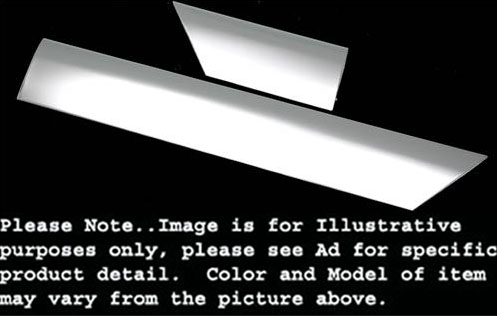 Please Note..Image is for Illustrative
purposes only, please see Ad for specific
product detail.  Color and Model of item
may vary from the picture above.